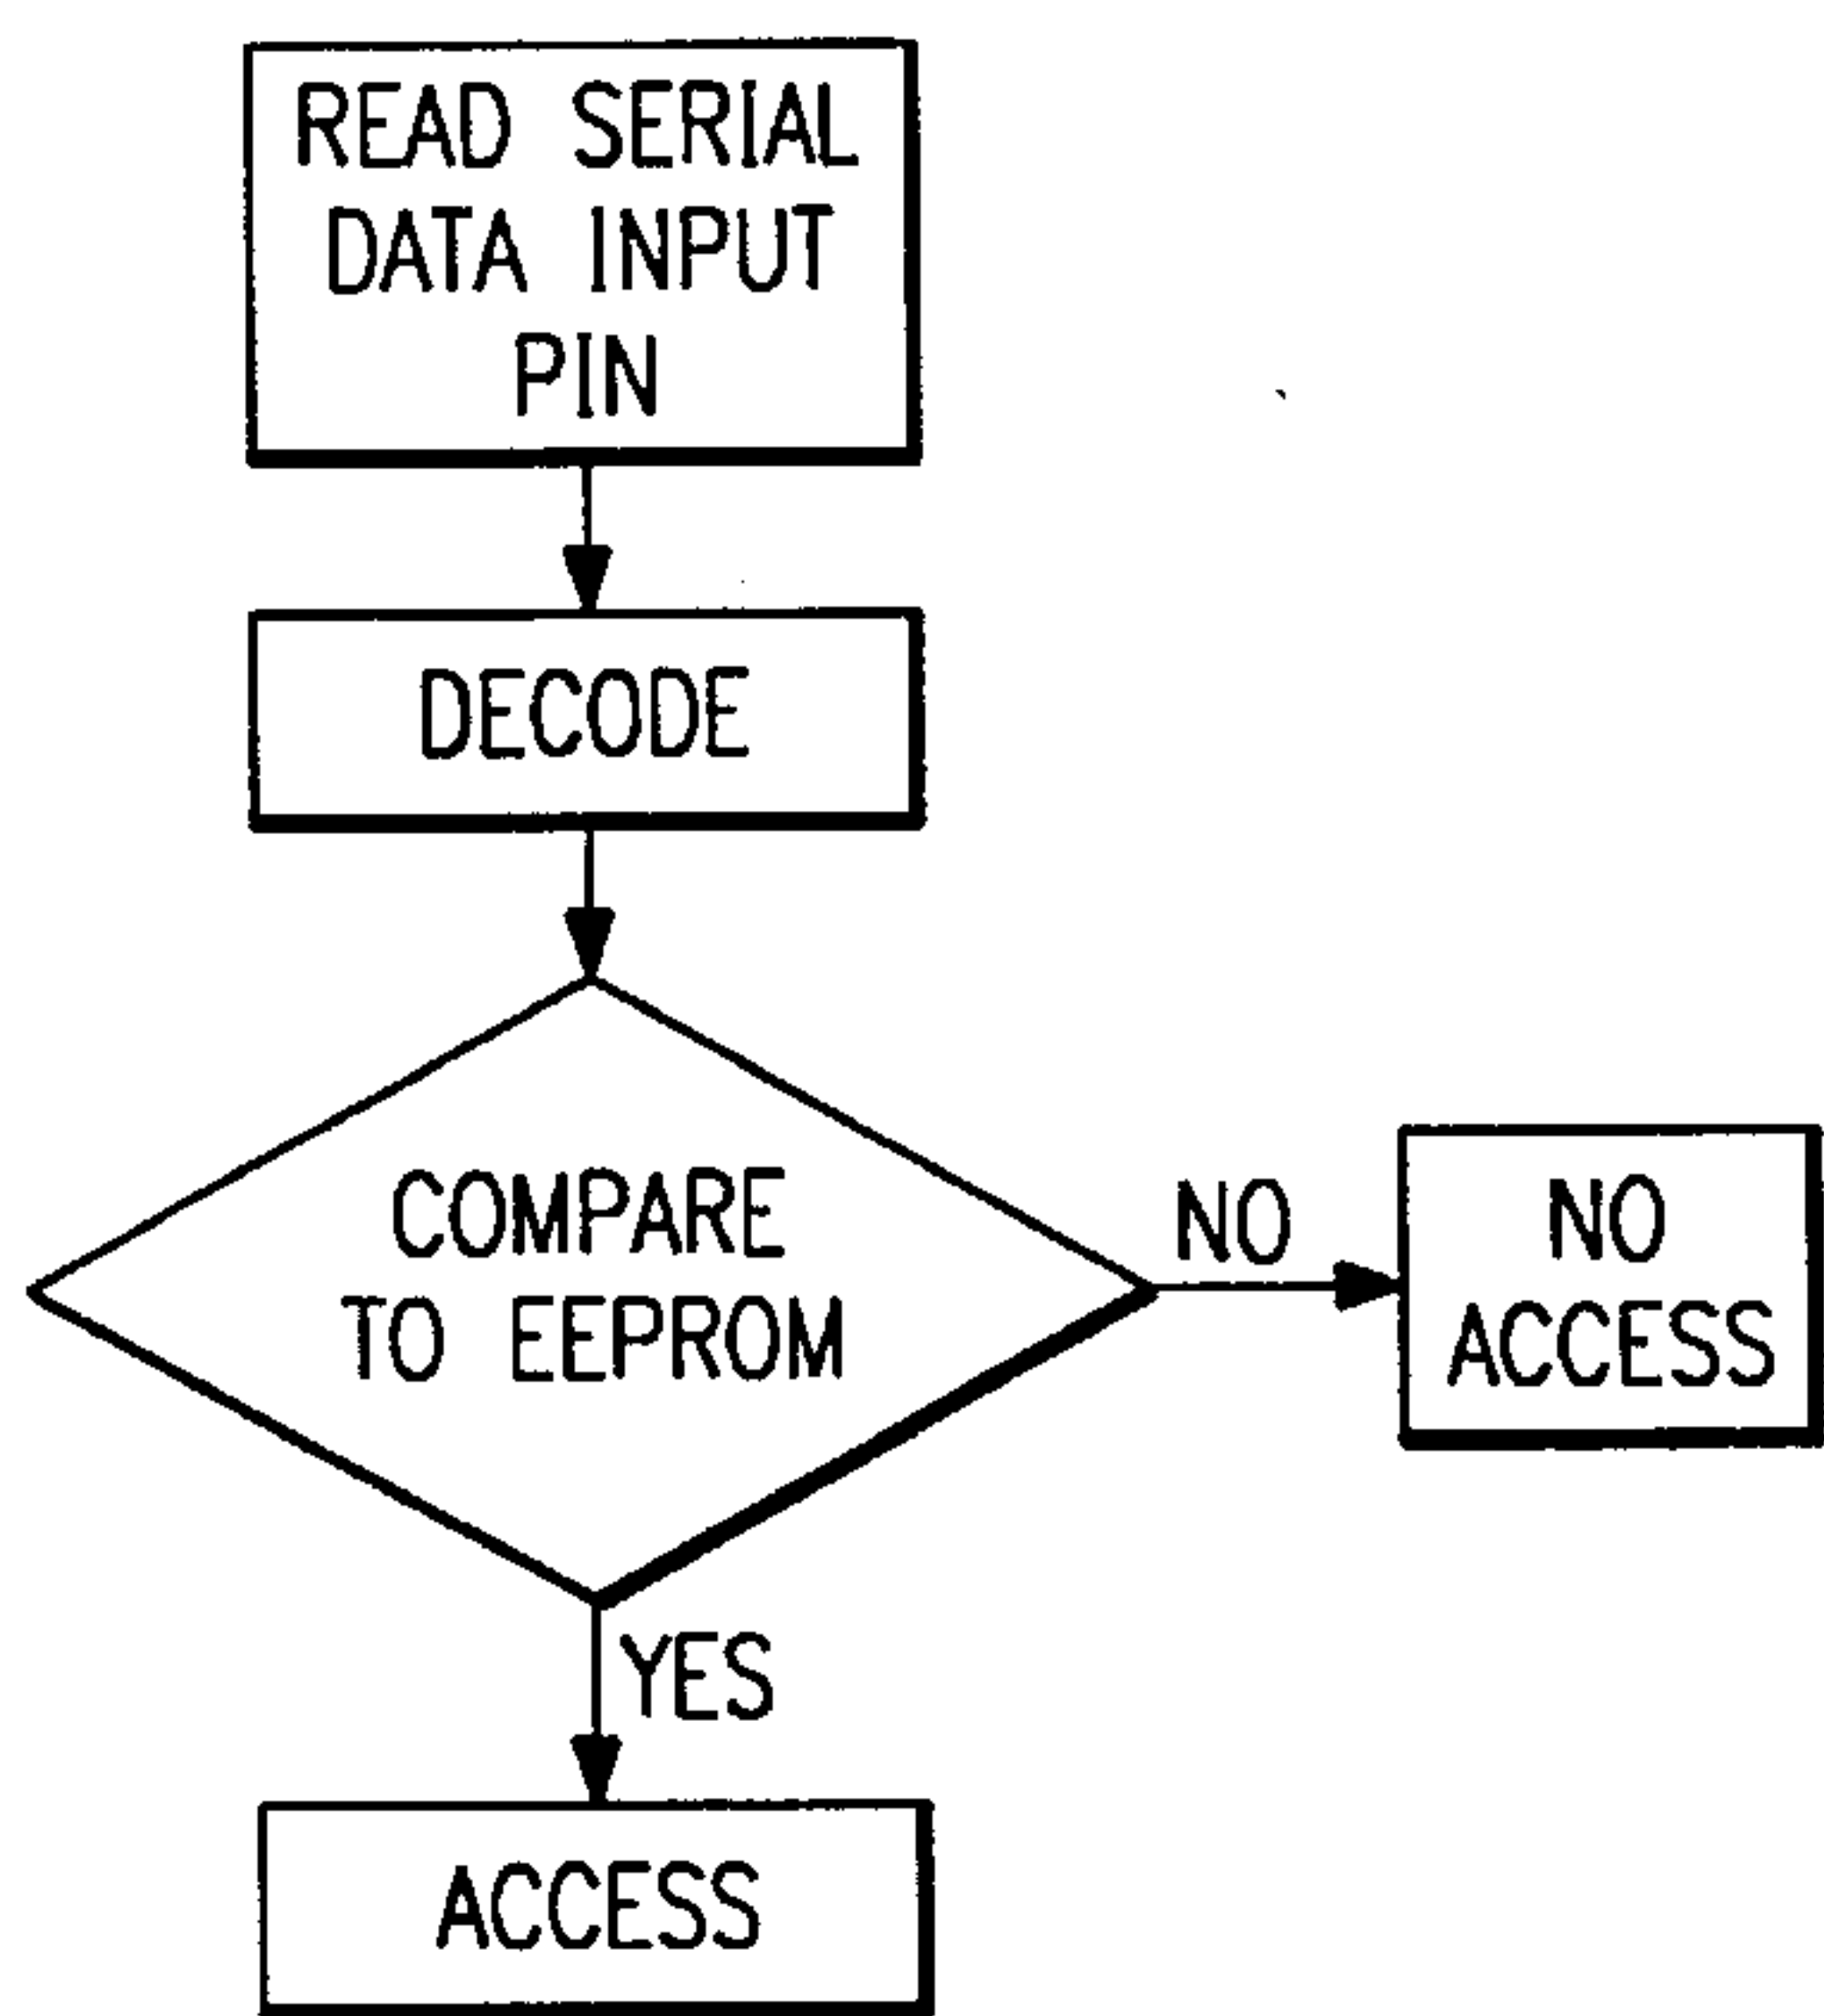 READ SERIAL
DATA INPUT
PIN
DECODE
COMPARE
TO EEPROM
NO
NO
ACCESS
YES
ACCESS